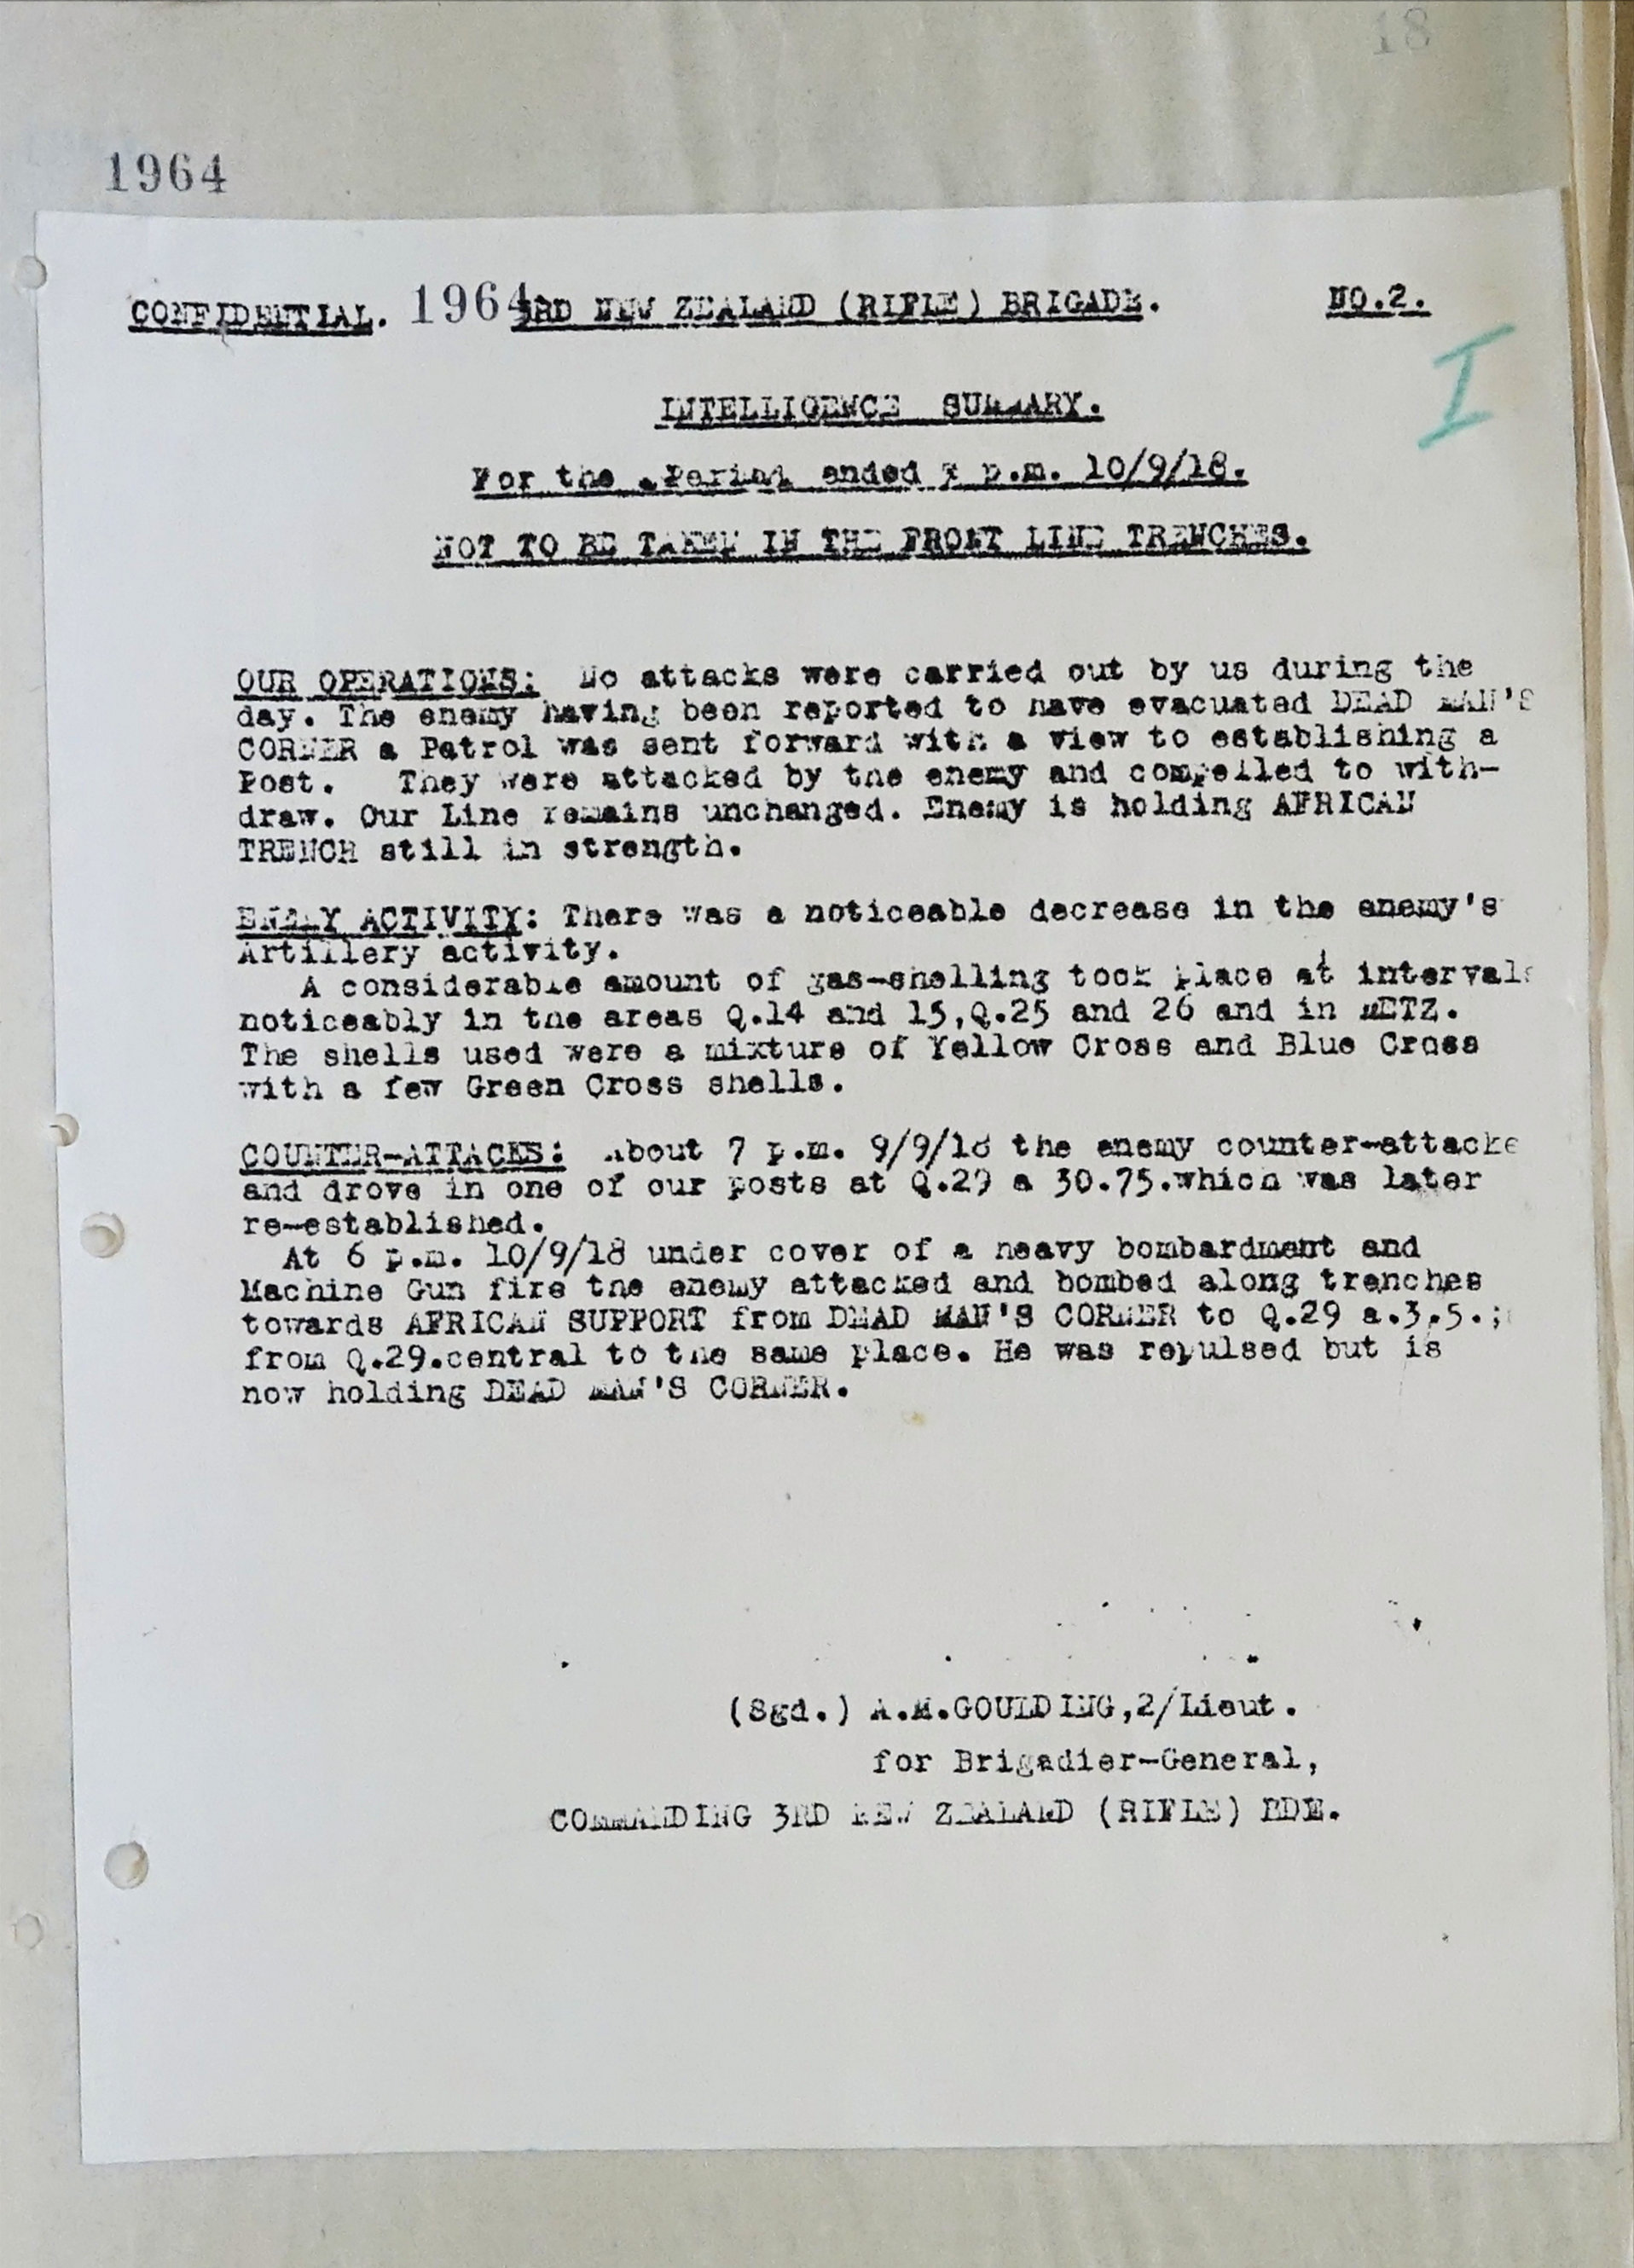 18
1964
CONFIDENTIAL. 1964 3RD NEW ZEALAND (RIFLE) BRIGADE. NO.2.
I
INTELLIGENCE SUMMARY.
For the Period ended p.m. 10/9/18.
NOT TO BE TAKEN IN THE FRONT LINE TRENCHES.
OUR OPERATIONS: No attacks were carried out by us during the
day. The enemy having been reported to have evacuated DEAD MAN'S
CORNER a Patrol was sent forward with a view to establishing a
Post. They were attacked by the enemy and compelled to with-
draw. Our Line remains unchanged. Enemy is holding AFRICAN
TRENCH still in strength.
ENEMY ACTIVITY: There was a noticeable decrease in the enemy's
Artillery activity.
A considerable amount of gas-shelling took place at intervals
noticeably in the areas Q.14 and 15,Q.25 and 26 and in METZ.
The shells used were a mixture of Yellow Cross and Blue Cross
with a few Green Cross shells.
COUNTER-ATTACKS: About 7 p.m. 9/9/18 the enemy counter-attacke
and drove in one of our posts at Q.29 a 30.75.which was later
re-established.
At 6 p.m. 10/9/18 under cover of a heavy bombardment and
Machine Gun fire the enemy attacked and bombed along trenches
towards AFRICAN SUPPORT from DEAD MAN'S CORNER to Q.29 a.3.5.;
from Q.29.central to the same place. He was repulsed but is
now holding DEAD MAN'S CORNER.
(Sgd.) GOULDING,2/Lieut.
for Brigadier-General,
COMMANDING 3RD NEW ZEALAND (RIFLE) BDE.